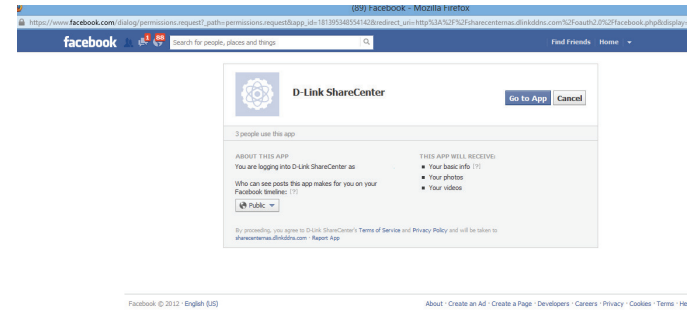 (89) Facebook - Mozilla Firefox
https://www.facebook.com/dialog/permissions.request?_path=permissions.request&app_id=181395348554142&redirect_uri=http%3A%2F%2Fsharecenternas.dlinkddns.com%2Foauth2.0%2Ffacebook.php&display=
facebook 1 88 Search for people, places and things Find Friends Home
D-Link ShareCenter
Go to App Cancel
3 people use this app
ABOUT THIS APP
You are logging into D-Link ShareCenter as
Who can see posts this app makes for you on your
Facebook timeline: [?]
Public
THIS APP WILL RECEIVE:
Your basic info [?]
Your photos
Your videos
By proceeding, you agree to D-Link ShareCenter's Terms of Service and Privacy Policy and will be taken to
sharecenternas.dlinkddns.com · Report App
Facebook © 2012 · English (US) About · Create an Ad · Create a Page · Developers · Careers · Privacy · Cookies · Terms · He